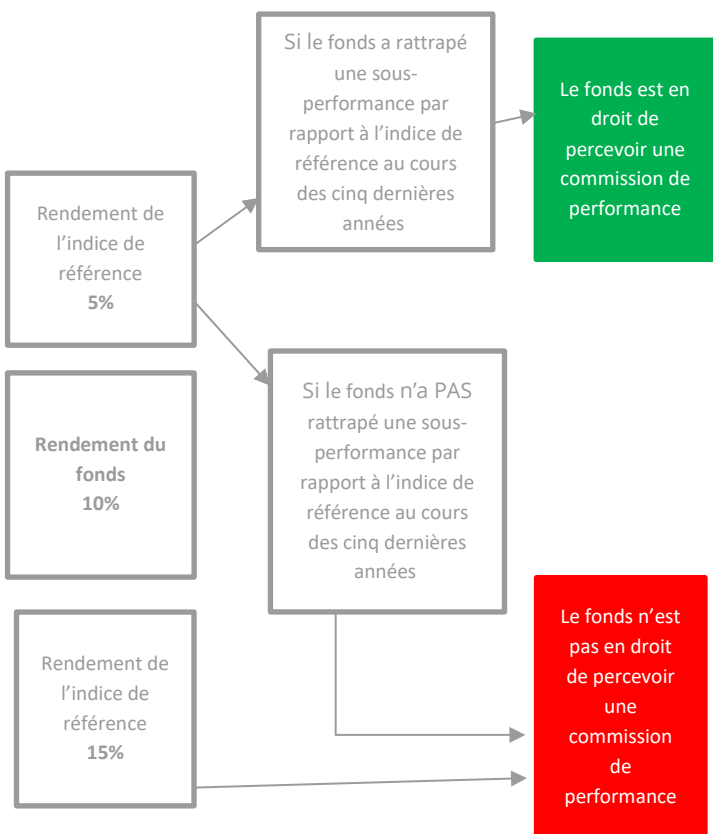 Si le fonds a rattrapé
une sous-
performance par
rapport à l'indice de
référence au cours
des cinq dernières
années
Le fonds est en
droit de
percevoir une
commission de
performance
Rendement de
l'indice de
référence
5%
Si le fonds n'a PAS
rattrapé une sous-
performance par
rapport à l'indice de
référence au cours
des cinq dernières
années
Rendement du
fonds
10%
Le fonds n'est
pas en droit
de percevoir
une
commission
de
performance
Rendement de
l'indice de
référence
15%